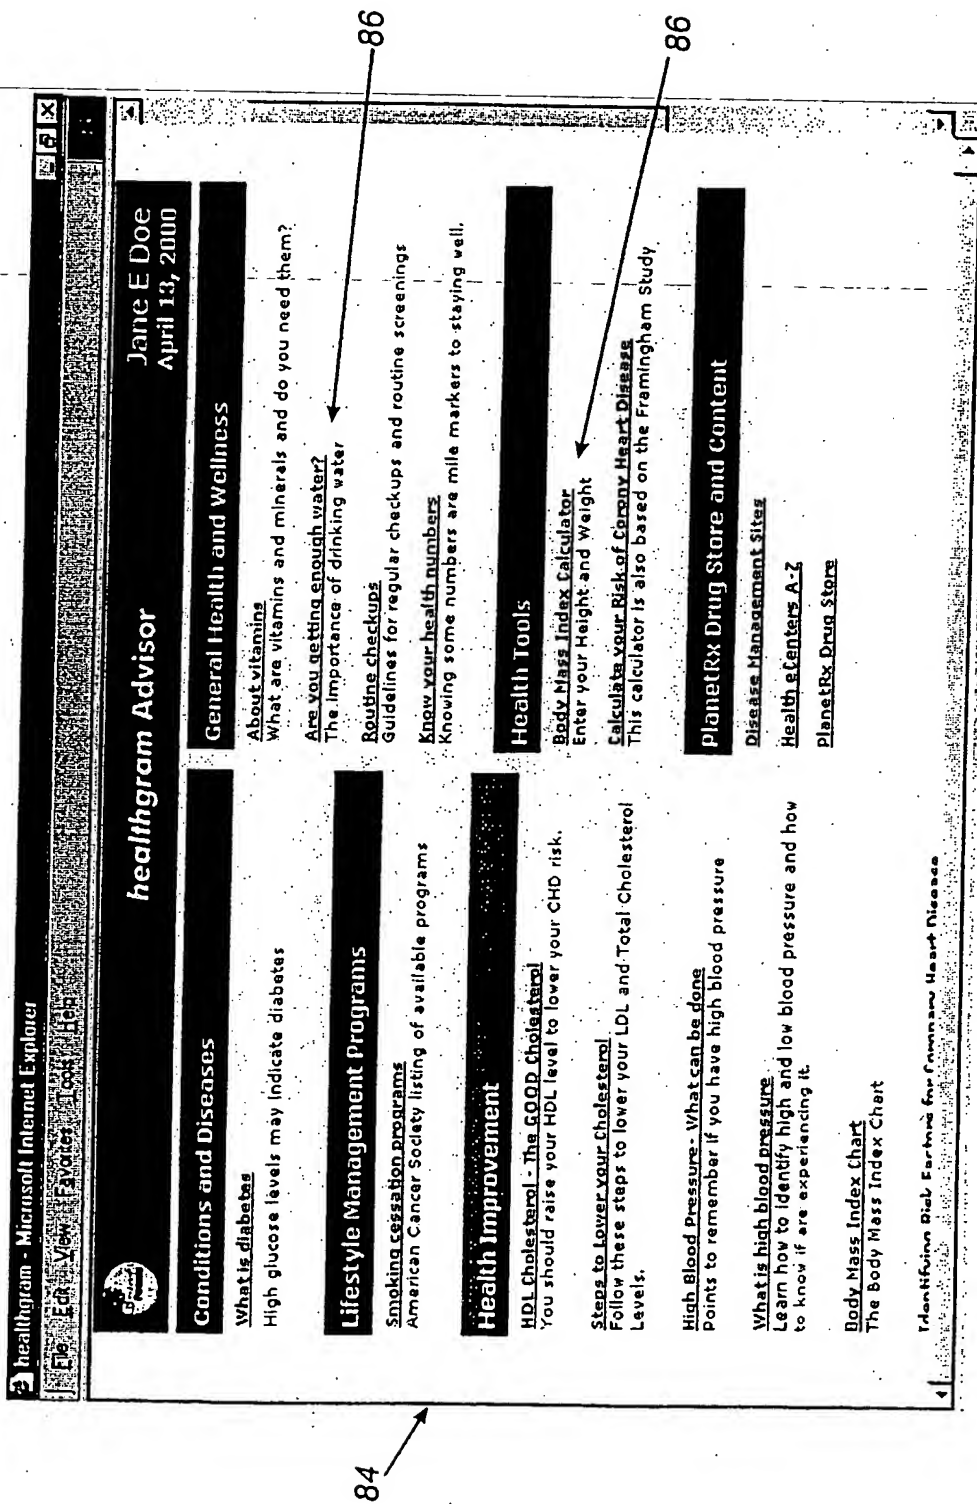 healthgram - Microsoft Internet Explorer
File Edit View Favorites Tools Help
healthgram Advisor
Jane E Doe
April 13, 2000
Conditions and Diseases
What is diabetes
High glucose levels may indicate diabetes
Lifestyle Management Programs
Smoking cessation programs
American Cancer Society listing of available programs
Health Improvement
HDL Cholesterol - The GOOD Cholesterol
You should raise your HDL level to lower your CHD risk.
Steps to Lower your Cholesterol
Follow these steps to lower your LDL and Total Cholesterol
Levels.
High Blood Pressure - What can be done
Points to remember if you have high blood pressure
What is high blood pressure
Learn how to identify high and low blood pressure and how
to know if are experiencing it.
Body Mass Index Chart
The Body Mass Index Chart
Identifying Risk Factors for Coronary Heart Disease
General Health and Wellness
About vitamins
What are vitamins and minerals and do you need them?
Are you getting enough water?
The Importance of drinking water
Routine checkups
Guidelines for regular checkups and routine screenings
Know your health numbers
Knowing some numbers are mile markers to staying well.
Health Tools
Body Mass Index Calculator
Enter your Height and Weight
Calculate your Risk of Corony Heart Disease
This calculator is also based on the Framingham Study
PlanetRx Drug Store and Content
Disease Management Sites
Health eCenters A-Z
PlanetRx Drug Store
84
86
86